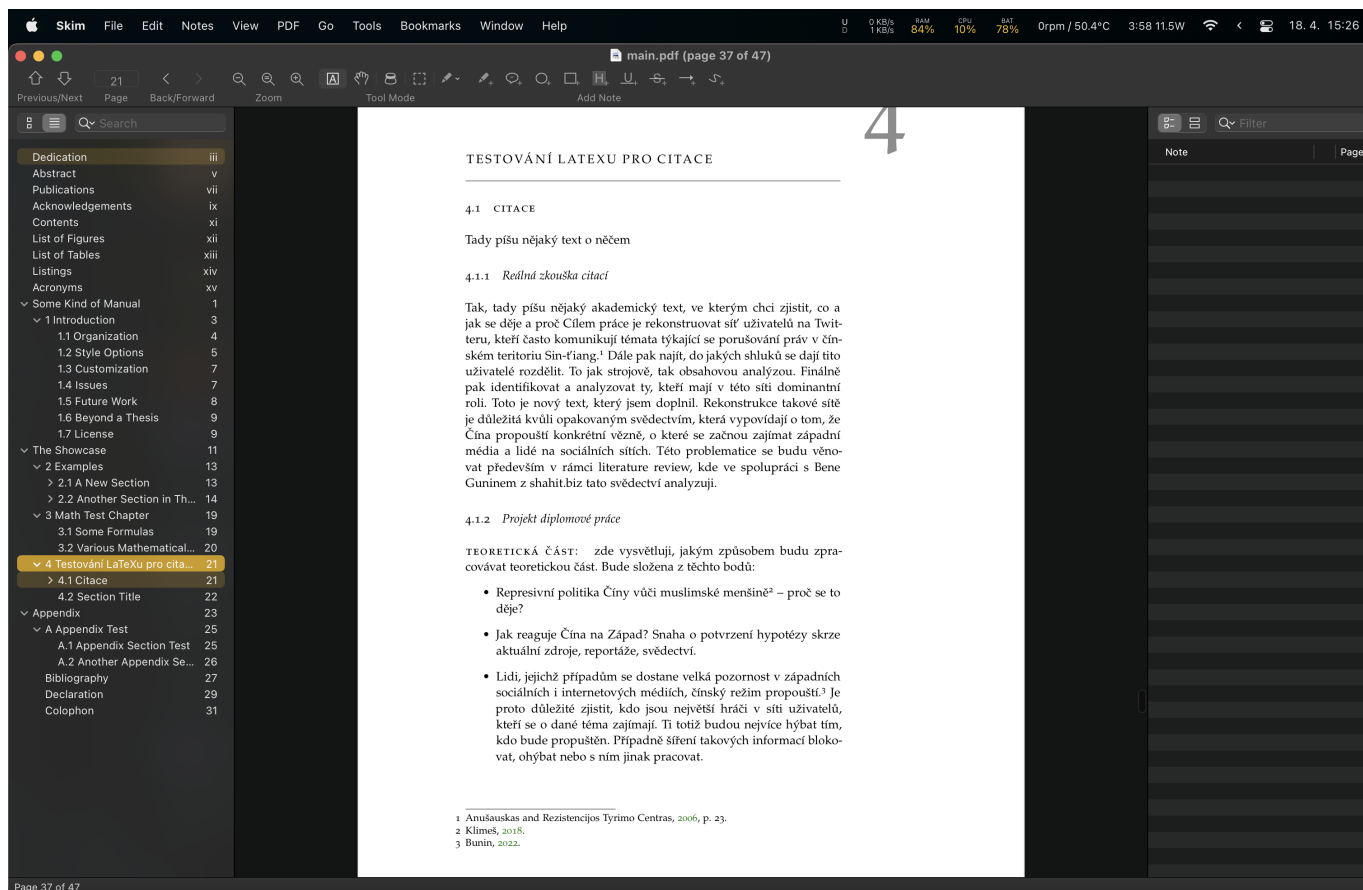 Skim File Edit Notes View PDF Go Tools Bookmarks Window Help
U D 0 KB/s 1 KB/s RAM 84% CPU 10% BAT 78% 0rpm / 50.4°C 3:58 11.5W 18. 4. 15:26
main.pdf (page 37 of 47)
21
Previous/Next Page Back/Forward Zoom Tool Mode Add Note
Search
Dedication iii
Abstract v
Publications vii
Acknowledgements ix
Contents xi
List of Figures xii
List of Tables xiii
Listings xiv
Acronyms xv
Some Kind of Manual 1
1 Introduction 3
1.1 Organization 4
1.2 Style Options 5
1.3 Customization 7
1.4 Issues 7
1.5 Future Work 8
1.6 Beyond a Thesis 9
1.7 License 9
The Showcase 11
2 Examples 13
2.1 A New Section 13
2.2 Another Section in Th... 14
3 Math Test Chapter 19
3.1 Some Formulas 19
3.2 Various Mathematical... 20
4 Testování LaTeXu pro cita... 21
4.1 Citace 21
4.2 Section Title 22
Appendix 23
A Appendix Test 25
A.1 Appendix Section Test 25
A.2 Another Appendix Se... 26
Bibliography 27
Declaration 29
Colophon 31
4
TESTOVÁNÍ LATEXU PRO CITACE
4.1 CITACE
Tady píšu nějaký text o něčem
4.1.1 Reálná zkouška citací
Tak, tady píšu nějaký akademický text, ve kterým chci zjistit, co a
jak se děje a proč Cílem práce je rekonstruovat síť uživatelů na Twit-
teru, kteří často komunikují témata týkající se porušování práv v čín-
ském teritoriu Sin-ťiang.¹ Dále pak najít, do jakých shluků se dají tito
uživatelé rozdělit. To jak strojově, tak obsahovou analýzou. Finálně
pak identifikovat a analyzovat ty, kteří mají v této síti dominantní
roli. Toto je nový text, který jsem doplnil. Rekonstrukce takové sítě
je důležitá kvůli opakovaným svědectvím, která vypovídají o tom, že
Čína propouští konkrétní vězně, o které se začnou zajímat západní
média a lidé na sociálních sítích. Této problematice se budu věno-
vat především v rámci literature review, kde ve spolupráci s Bene
Guninem z shahit.biz tato svědectví analyzuji.
4.1.2 Projekt diplomové práce
TEORETICKÁ ČÁST: zde vysvětluji, jakým způsobem budu zpra-
covávat teoretickou část. Bude složena z těchto bodů:
• Represivní politika Číny vůči muslimské menšině² – proč se to
děje?
• Jak reaguje Čína na Západ? Snaha o potvrzení hypotézy skrze
aktuální zdroje, reportáže, svědectví.
• Lidi, jejichž případům se dostane velká pozornost v západních
sociálních i internetových médiích, čínský režim propouští.³ Je
proto důležité zjistit, kdo jsou největší hráči v síti uživatelů,
kteří se o dané téma zajímají. Ti totiž budou nejvíce hýbat tím,
kdo bude propuštěn. Případně šíření takových informací bloko-
vat, ohýbat nebo s ním jinak pracovat.
1 Anušauskas and Rezistencijos Tyrimo Centras, 2006, p. 23.
2 Klimeš, 2018.
3 Bunin, 2022.
Filter
Note Page
Page 37 of 47